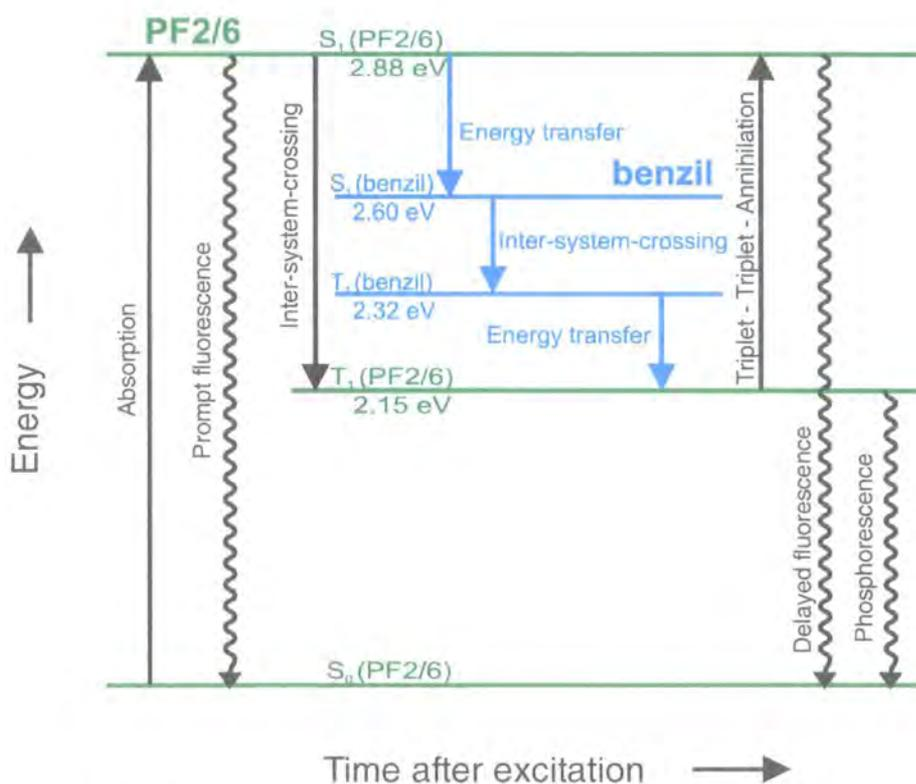 PF2/6
S₁ (PF2/6)
2.88 eV
Energy transfer
benzil
S₁ (benzil)
2.60 eV
Inter-system-crossing
T₁ (benzil)
2.32 eV
Energy transfer
T₁ (PF2/6)
2.15 eV
Absorption
Prompt fluorescence
Inter-system-crossing
Triplet - Triplet - Annihilation
Delayed fluorescence
Phosphorescence
S₀ (PF2/6)
Energy
Time after excitation